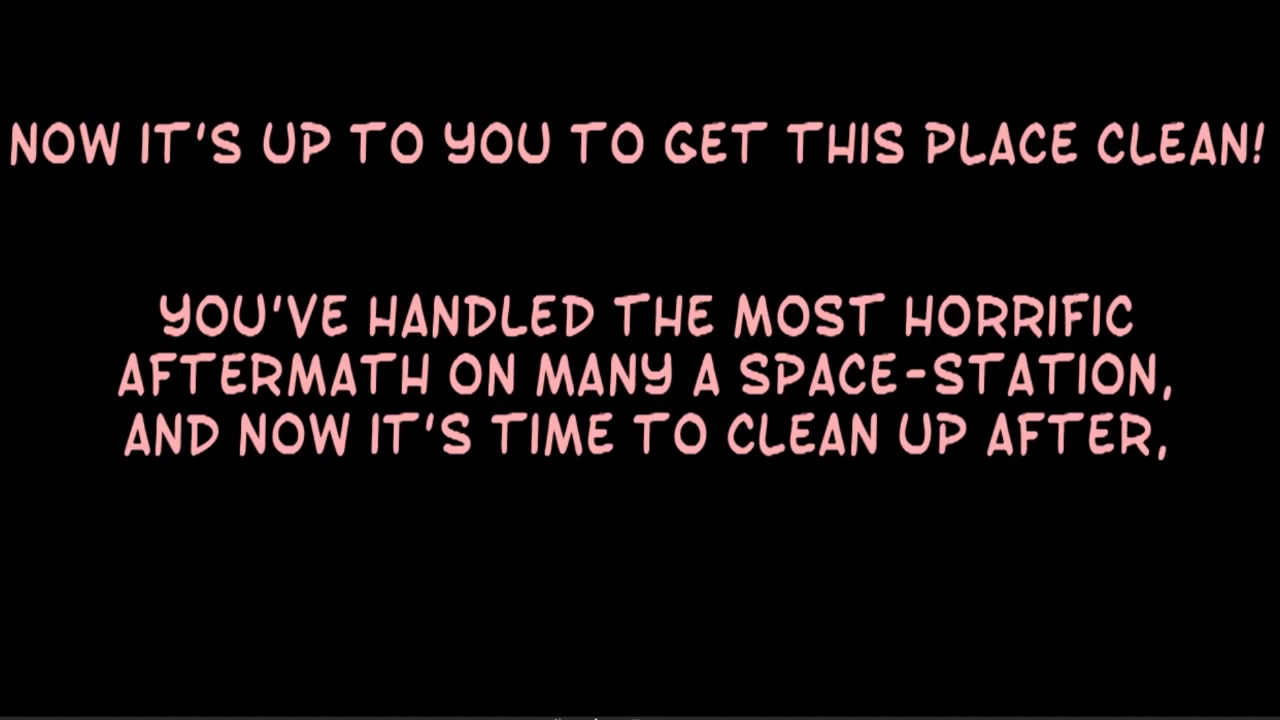 NOW IT'S UP TO YOU TO GET THIS PLACE CLEAN!
YOU'VE HANDLED THE MOST HORRIFIC
AFTERMATH ON MANY A SPACE-STATION,
AND NOW IT'S TIME TO CLEAN UP AFTER,